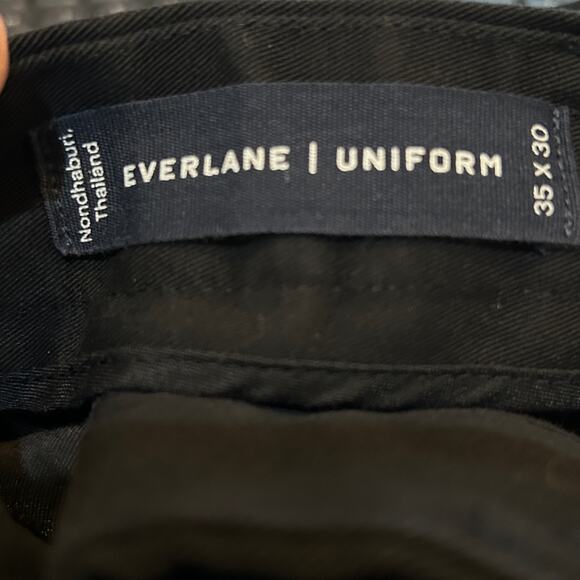 Nondhaburi,
Thailand
EVERLANE | UNIFORM
35 X 30